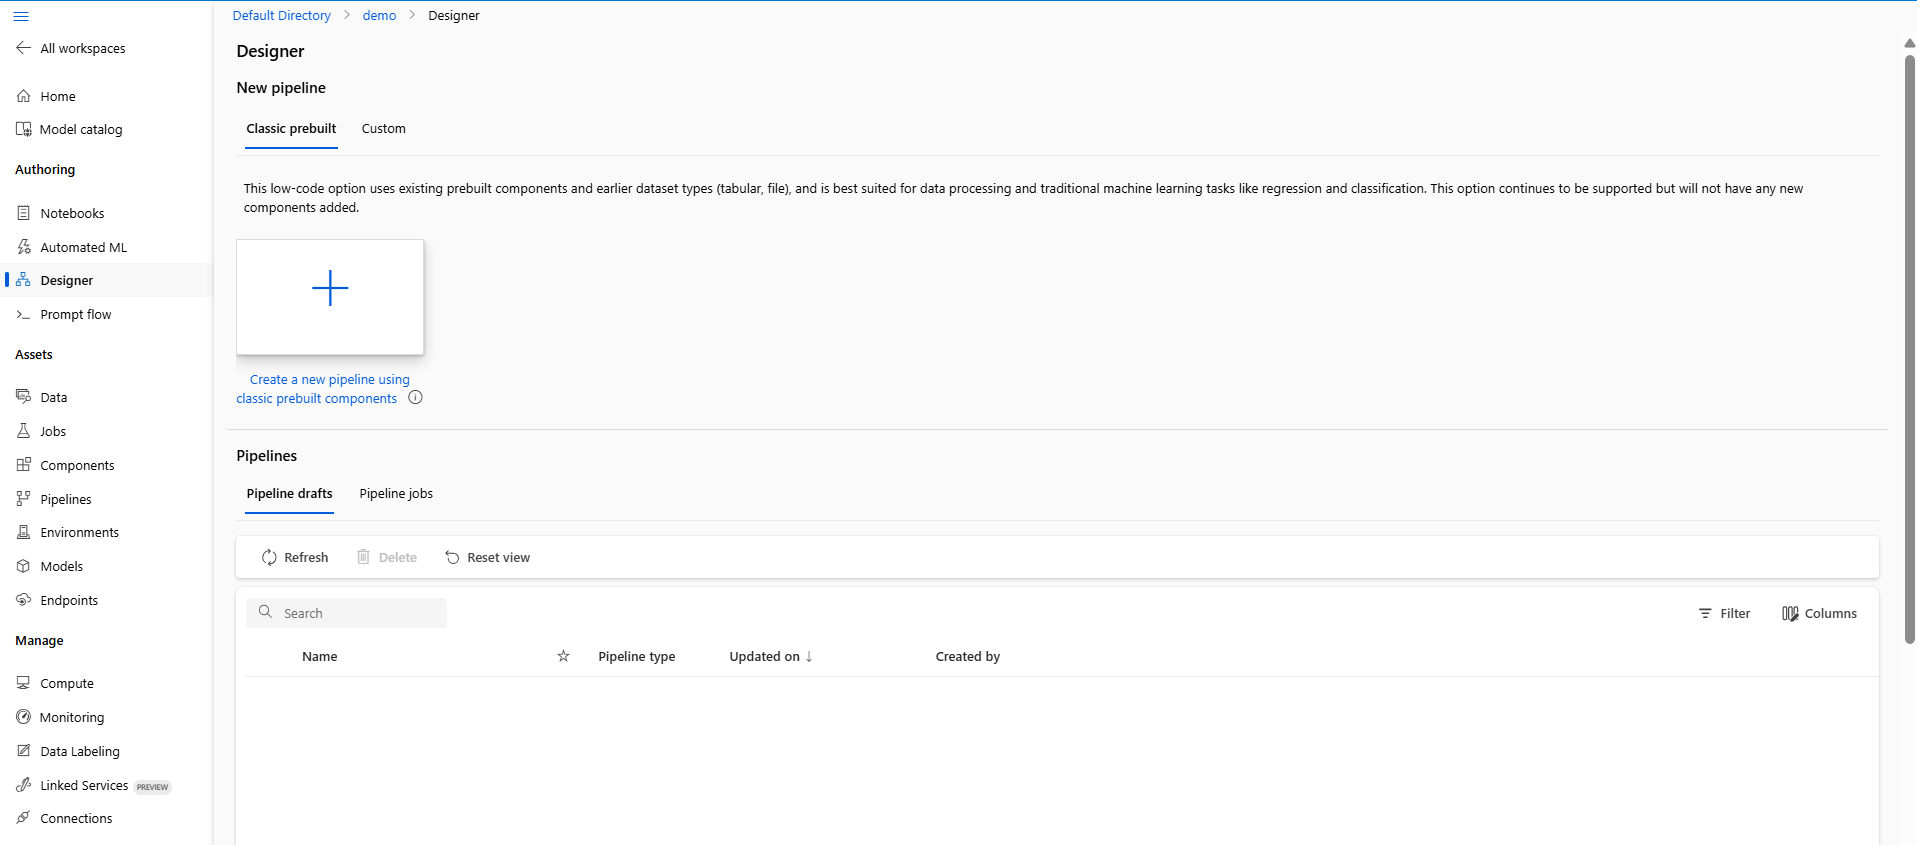 Default Directory > demo > Designer
All workspaces
Home
Model catalog
Authoring
Notebooks
Automated ML
Designer
Prompt flow
Assets
Data
Jobs
Components
Pipelines
Environments
Models
Endpoints
Manage
Compute
Monitoring
Data Labeling
Linked Services PREVIEW
Connections
Designer
New pipeline
Classic prebuilt Custom
This low-code option uses existing prebuilt components and earlier dataset types (tabular, file), and is best suited for data processing and traditional machine learning tasks like regression and classification. This option continues to be supported but will not have any new
components added.
Create a new pipeline using
classic prebuilt components
Pipelines
Pipeline drafts Pipeline jobs
Refresh Delete Reset view
Search Filter Columns
Name Pipeline type Updated on ↓ Created by